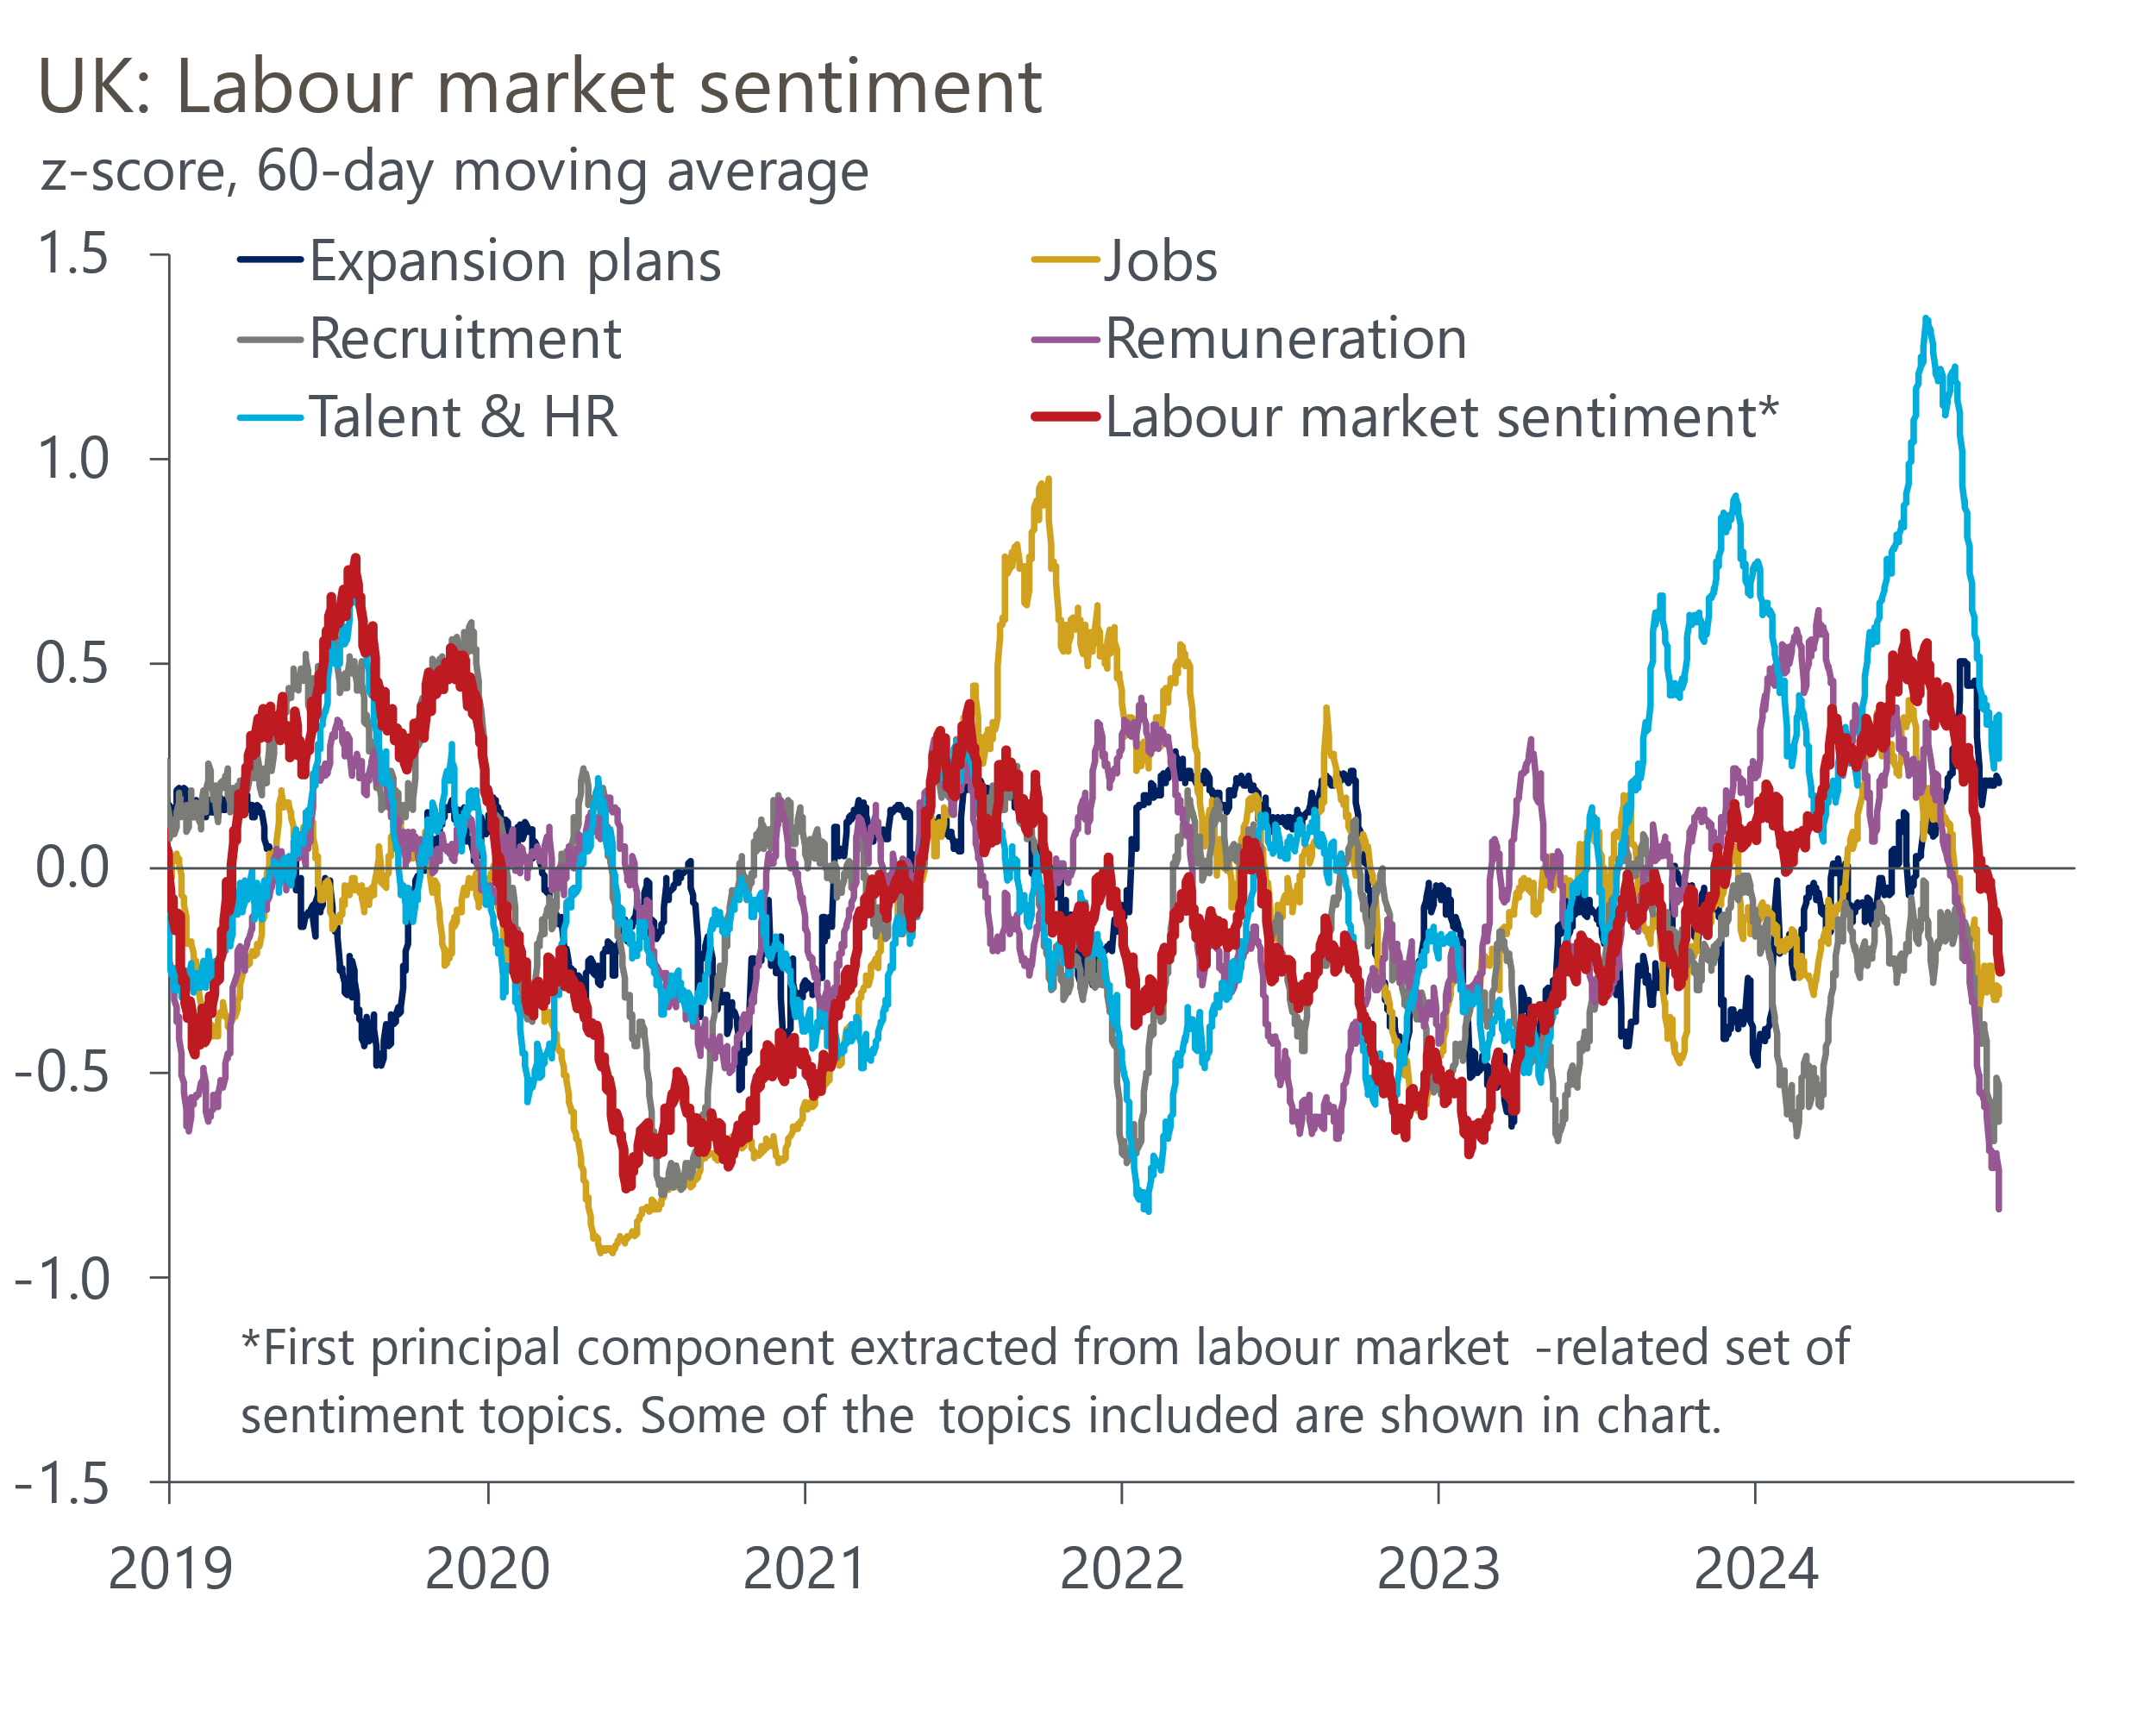 UK: Labour market sentiment
z-score, 60-day moving average
1.5
Expansion plans
Jobs
Recruitment
Remuneration
Talent & HR
Labour market sentiment*
1.0
0.5
0.0
-0.5
-1.0
*First principal component extracted from labour market -related set of
sentiment topics. Some of the topics included are shown in chart.
-1.5
2019 2020 2021 2022 2023 2024